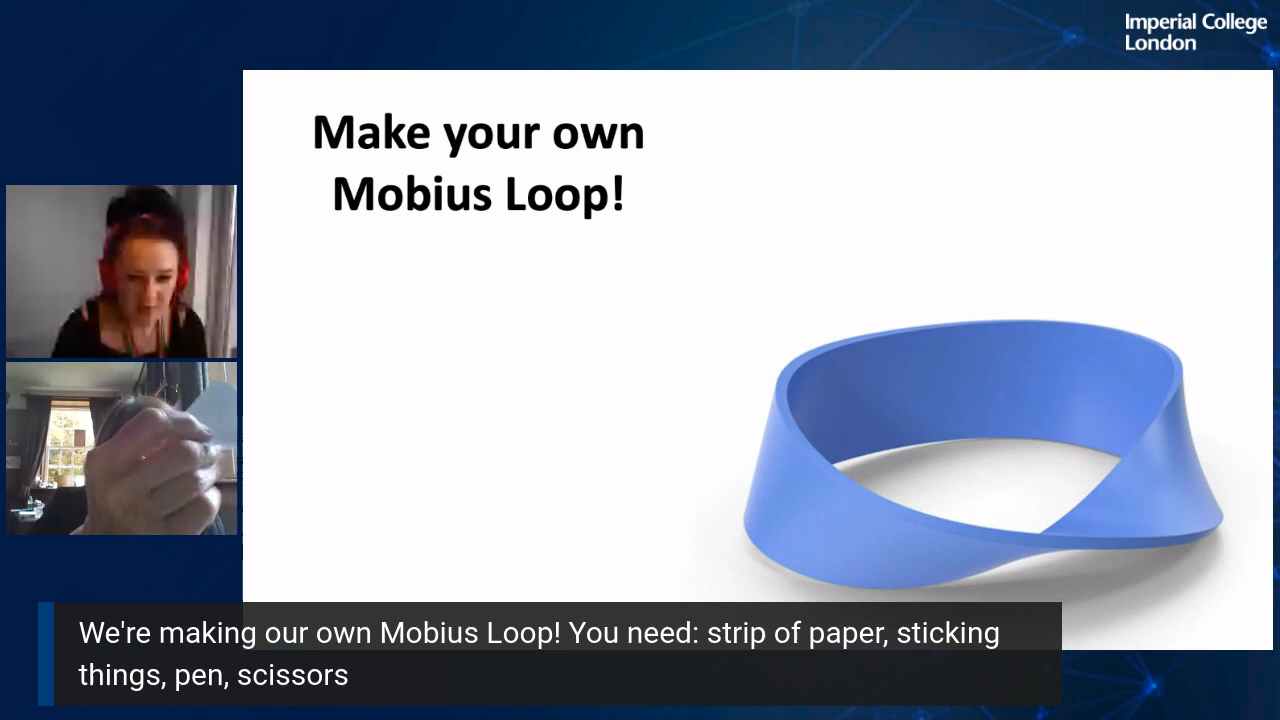 Imperial College
London
Make your own
Mobius Loop!
We're making our own Mobius Loop! You need: strip of paper, sticking
things, pen, scissors